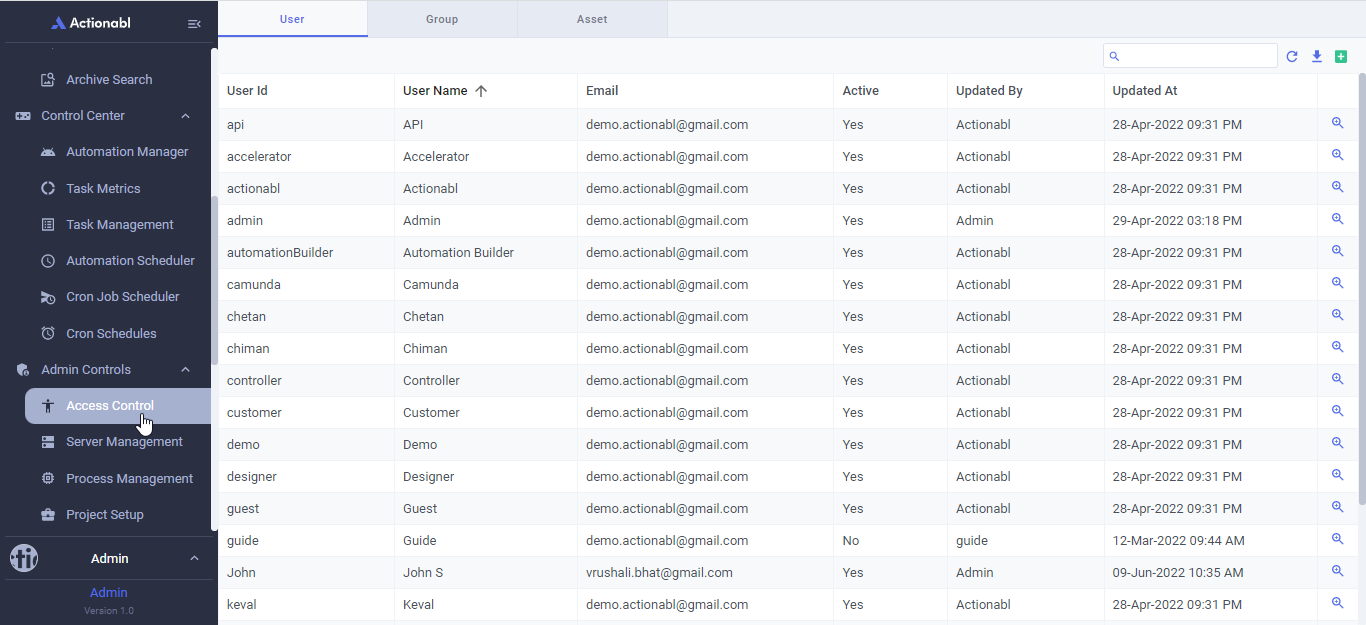 Actionabl
Archive Search
Control Center
Automation Manager
Task Metrics
Task Management
Automation Scheduler
Cron Job Scheduler
Cron Schedules
Admin Controls
Access Control
Server Management
Process Management
Project Setup
Admin
Admin
Version 1.0
User Group Asset
User Id User Name Email Active Updated By Updated At
api API demo.actionabl@gmail.com Yes Actionabl 28-Apr-2022 09:31 PM
accelerator Accelerator demo.actionabl@gmail.com Yes Actionabl 28-Apr-2022 09:31 PM
actionabl Actionabl demo.actionabl@gmail.com Yes Actionabl 28-Apr-2022 09:31 PM
admin Admin demo.actionabl@gmail.com Yes Admin 29-Apr-2022 03:18 PM
automationBuilder Automation Builder demo.actionabl@gmail.com Yes Actionabl 28-Apr-2022 09:31 PM
camunda Camunda demo.actionabl@gmail.com Yes Actionabl 28-Apr-2022 09:31 PM
chetan Chetan demo.actionabl@gmail.com Yes Actionabl 28-Apr-2022 09:31 PM
chiman Chiman demo.actionabl@gmail.com Yes Actionabl 28-Apr-2022 09:31 PM
controller Controller demo.actionabl@gmail.com Yes Actionabl 28-Apr-2022 09:31 PM
customer Customer demo.actionabl@gmail.com Yes Actionabl 28-Apr-2022 09:31 PM
demo Demo demo.actionabl@gmail.com Yes Actionabl 28-Apr-2022 09:31 PM
designer Designer demo.actionabl@gmail.com Yes Actionabl 28-Apr-2022 09:31 PM
guest Guest demo.actionabl@gmail.com Yes Actionabl 28-Apr-2022 09:31 PM
guide Guide demo.actionabl@gmail.com No guide 12-Mar-2022 09:44 AM
John John S vrushali.bhat@gmail.com Yes Admin 09-Jun-2022 10:35 AM
keval Keval demo.actionabl@gmail.com Yes Actionabl 28-Apr-2022 09:31 PM